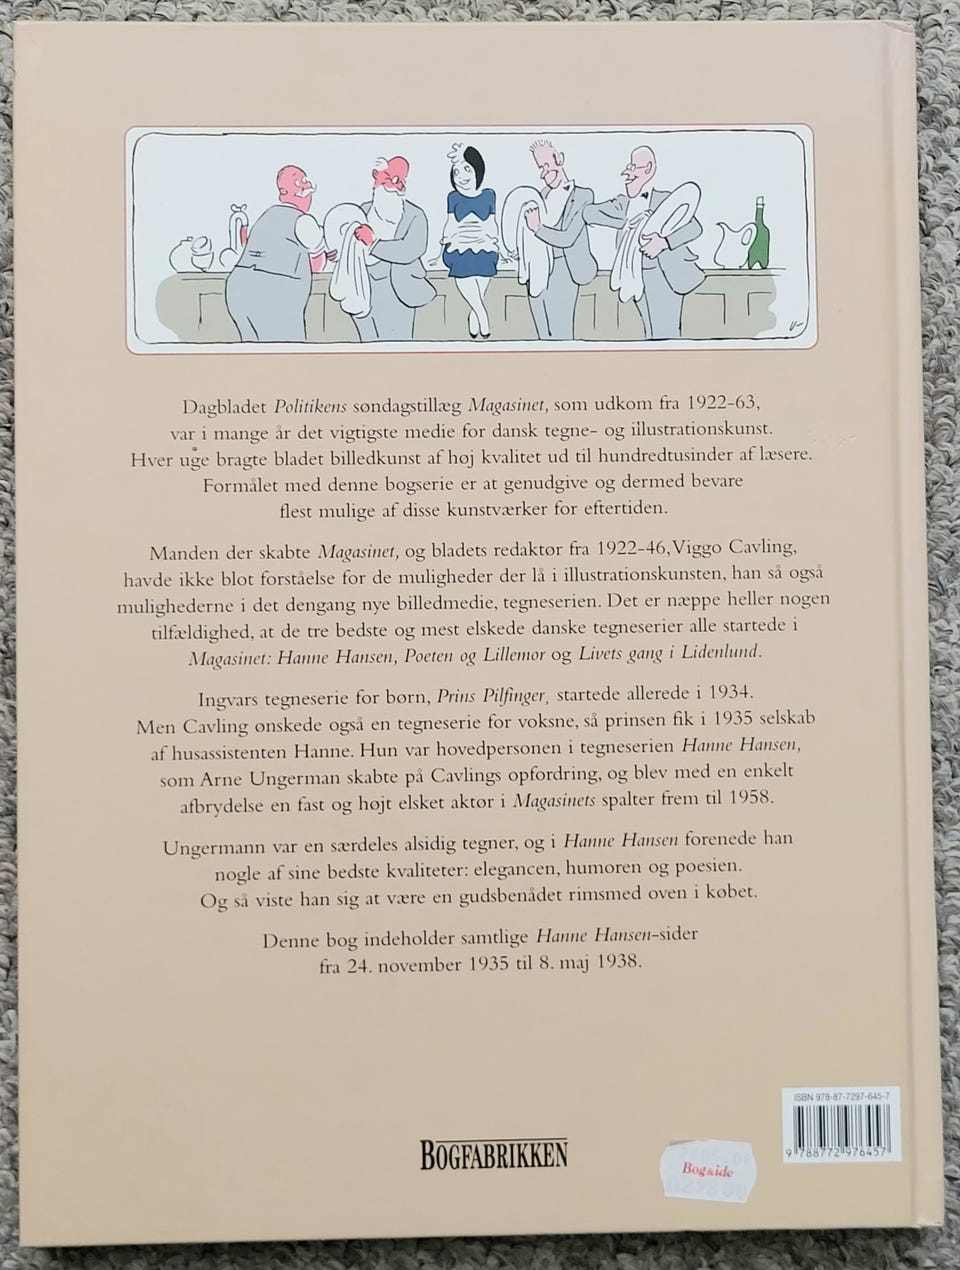 Dagbladet Politikens søndagstillæg Magasinet, som udkom fra 1922-63,
var i mange år det vigtigste medie for dansk tegne- og illustrationskunst.
Hver uge bragte bladet billedkunst af høj kvalitet ud til hundredtusinder af læsere.
Formålet med denne bogserie er at genudgive og dermed bevare
flest mulige af disse kunstværker for eftertiden.
Manden der skabte Magasinet, og bladets redaktør fra 1922-46, Viggo Cavling,
havde ikke blot forståelse for de muligheder der lå i illustrationskunsten, han så også
mulighederne i det dengang nye billedmedie, tegneserien. Det er næppe heller nogen
tilfældighed, at de tre bedste og mest elskede danske tegneserier alle startede i
Magasinet: Hanne Hansen, Poeten og Lillemor og Livets gang i Lidenlund.
Ingvars tegneserie for børn, Prins Pilfinger, startede allerede i 1934.
Men Cavling ønskede også en tegneserie for voksne, så prinsen fik i 1935 selskab
af husassistenten Hanne. Hun var hovedpersonen i tegneserien Hanne Hansen,
som Arne Ungerman skabte på Cavlings opfordring, og blev med en enkelt
afbrydelse en fast og højt elsket aktør i Magasinets spalter frem til 1958.
Ungermann var en særdeles alsidig tegner, og i Hanne Hansen forenede han
nogle af sine bedste kvaliteter: elegancen, humoren og poesien.
Og så viste han sig at være en gudsbenådet rimsmed oven i købet.
Denne bog indeholder samtlige Hanne Hansen-sider
fra 24. november 1935 til 8. maj 1938.
ISBN 978-87-7297-645-7
9 788772 976457
BOGFABRIKKEN
Bog&ide